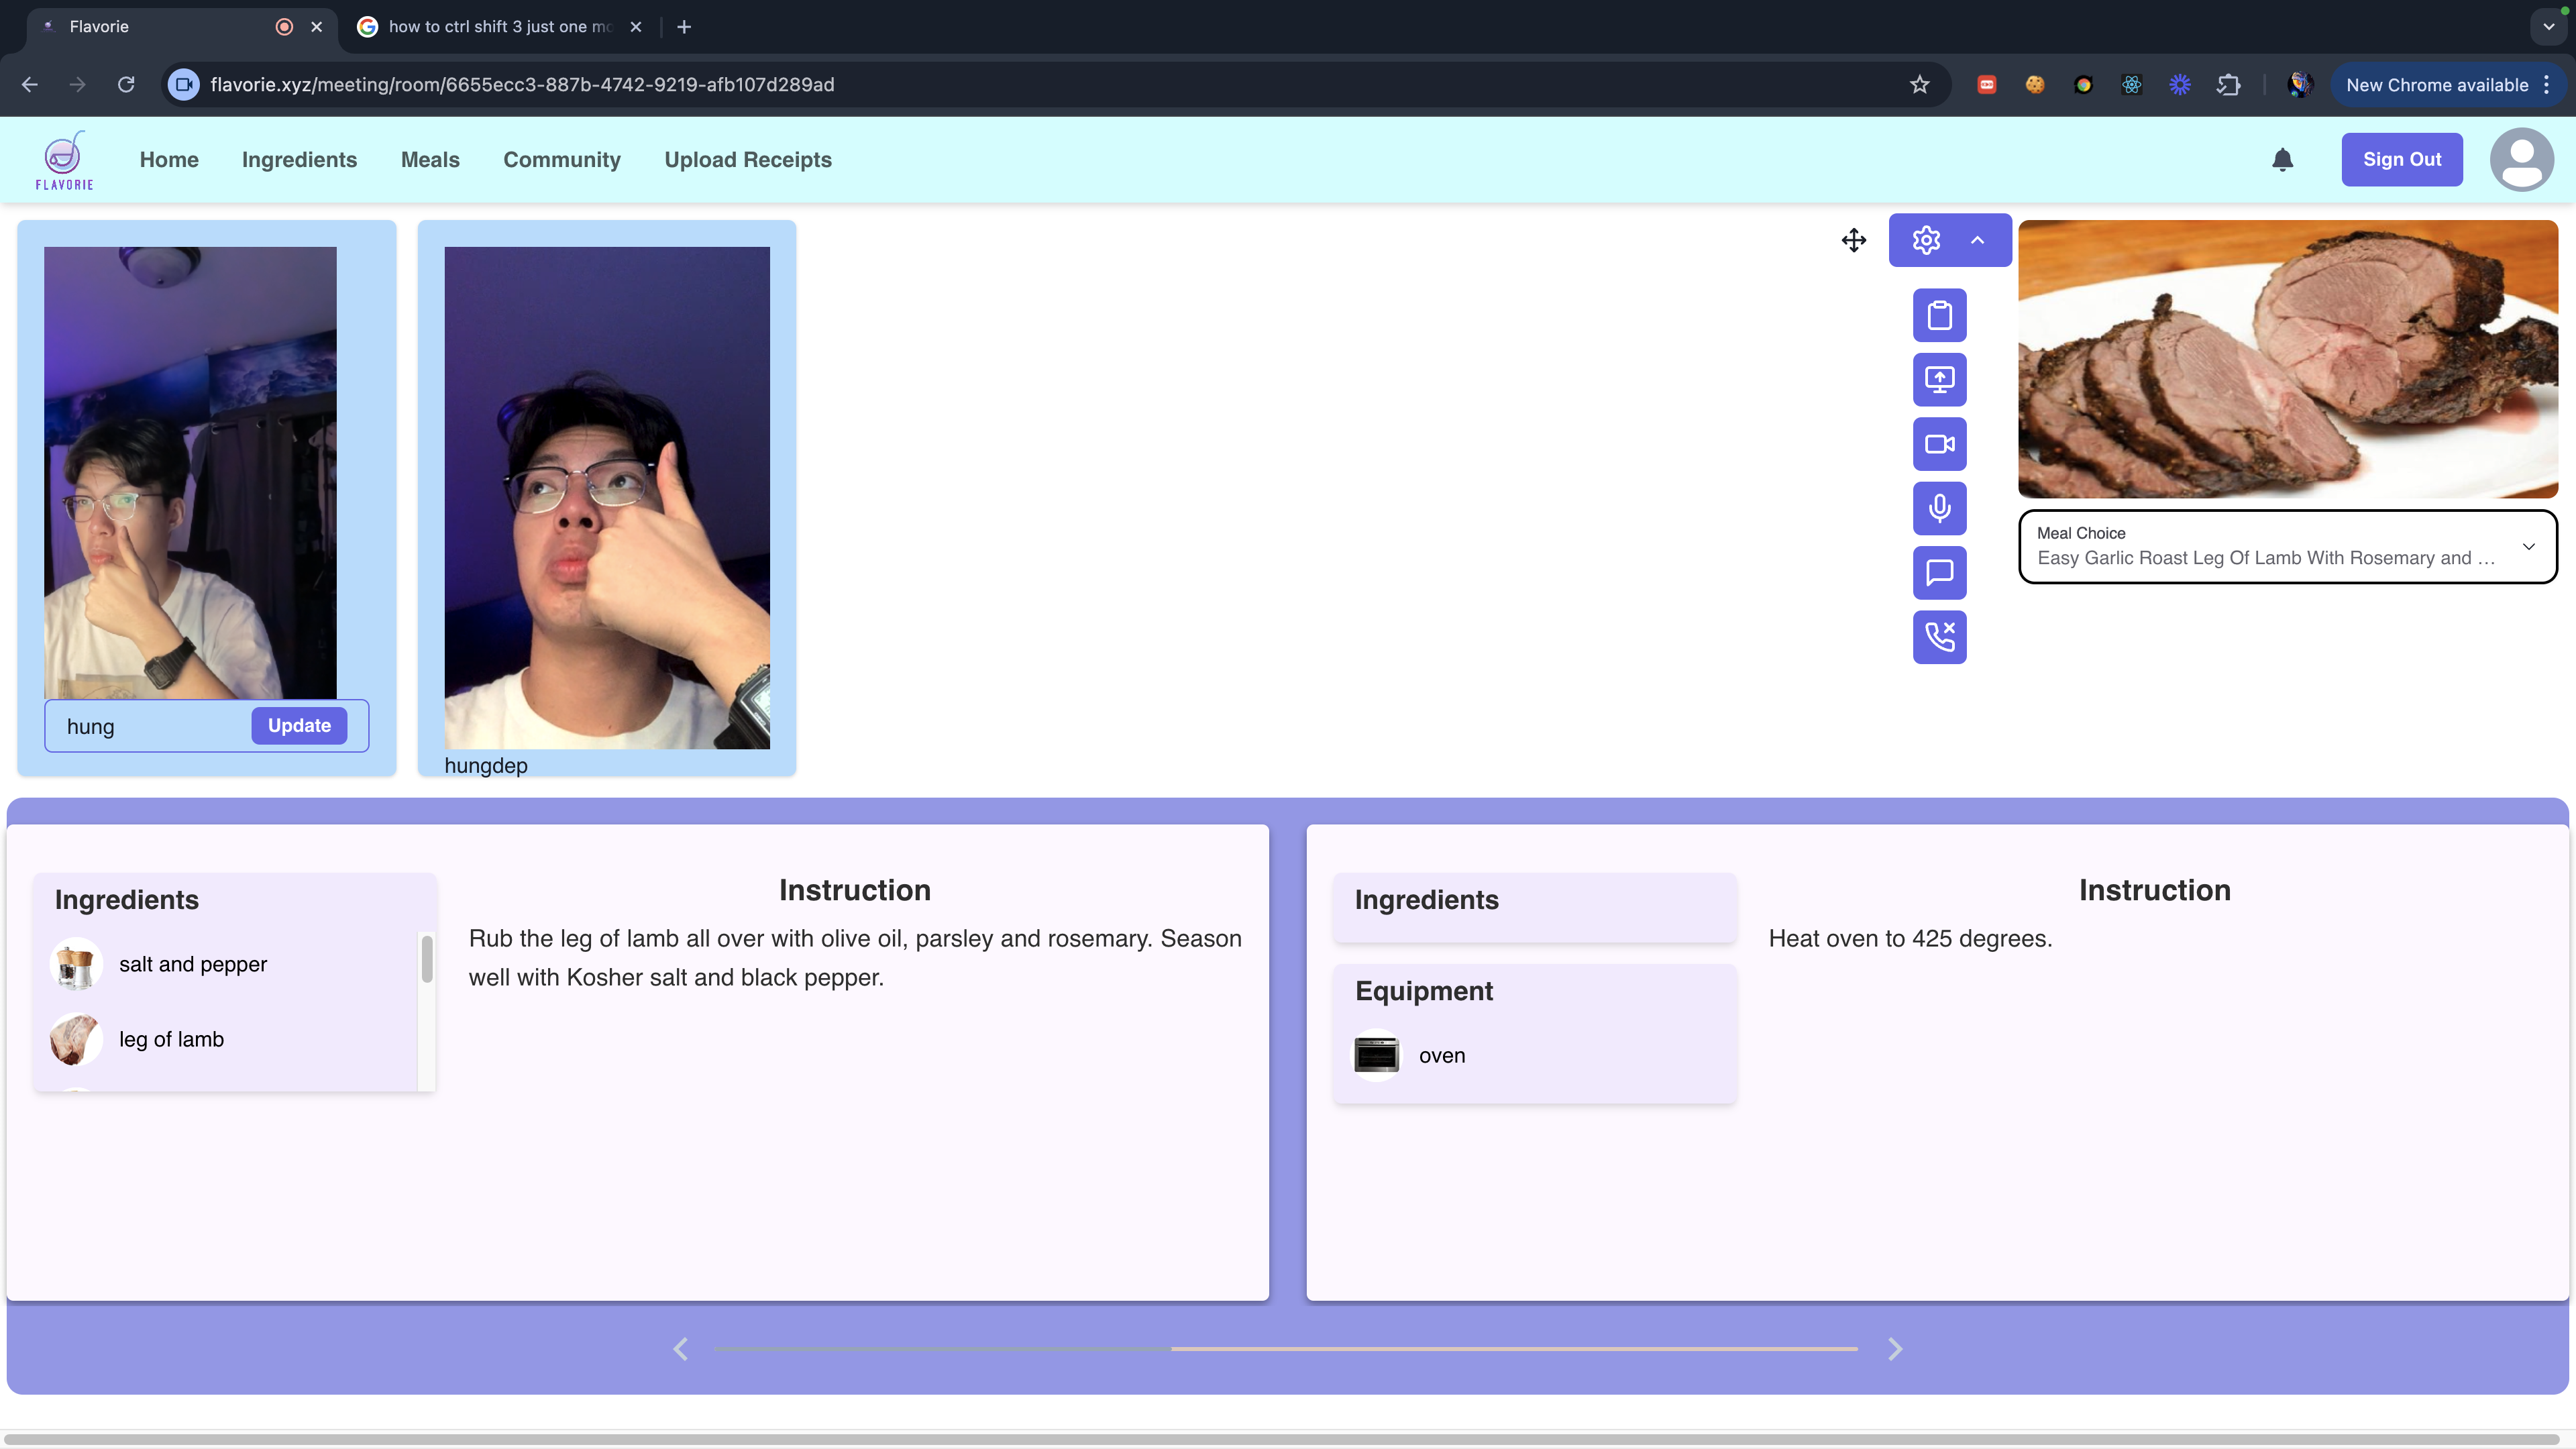 Flavorie
how to ctrl shift 3 just one mo
flavorie.xyz/meeting/room/6655ecc3-887b-4742-9219-afb107d289ad
New Chrome available
FLAVORIE
Home
Ingredients
Meals
Community
Upload Receipts
Sign Out
Meal Choice
Easy Garlic Roast Leg Of Lamb With Rosemary and …
hung
Update
hungdep
Ingredients
salt and pepper
leg of lamb
Instruction
Rub the leg of lamb all over with olive oil, parsley and rosemary. Season
well with Kosher salt and black pepper.
Ingredients
Equipment
oven
Instruction
Heat oven to 425 degrees.